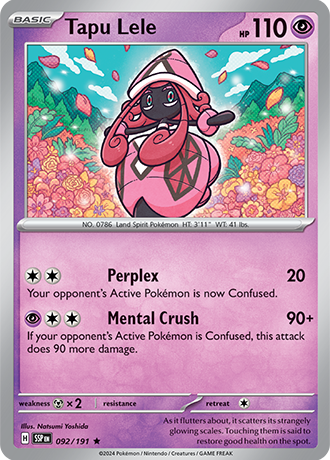 BASIC
Tapu Lele
HP 110
NO. 0786 Land Spirit Pokémon HT: 3'11" WT: 41 lbs.
Perplex 20
Your opponent's Active Pokémon is now Confused.
Mental Crush 90+
If your opponent's Active Pokémon is Confused, this attack
does 90 more damage.
weakness ×2 resistance retreat
Illus. Natsumi Yoshida
H SSP EN 092/191 ★
As it flutters about, it scatters its strangely
glowing scales. Touching them is said to
restore good health on the spot.
©2024 Pokémon / Nintendo / Creatures / GAME FREAK